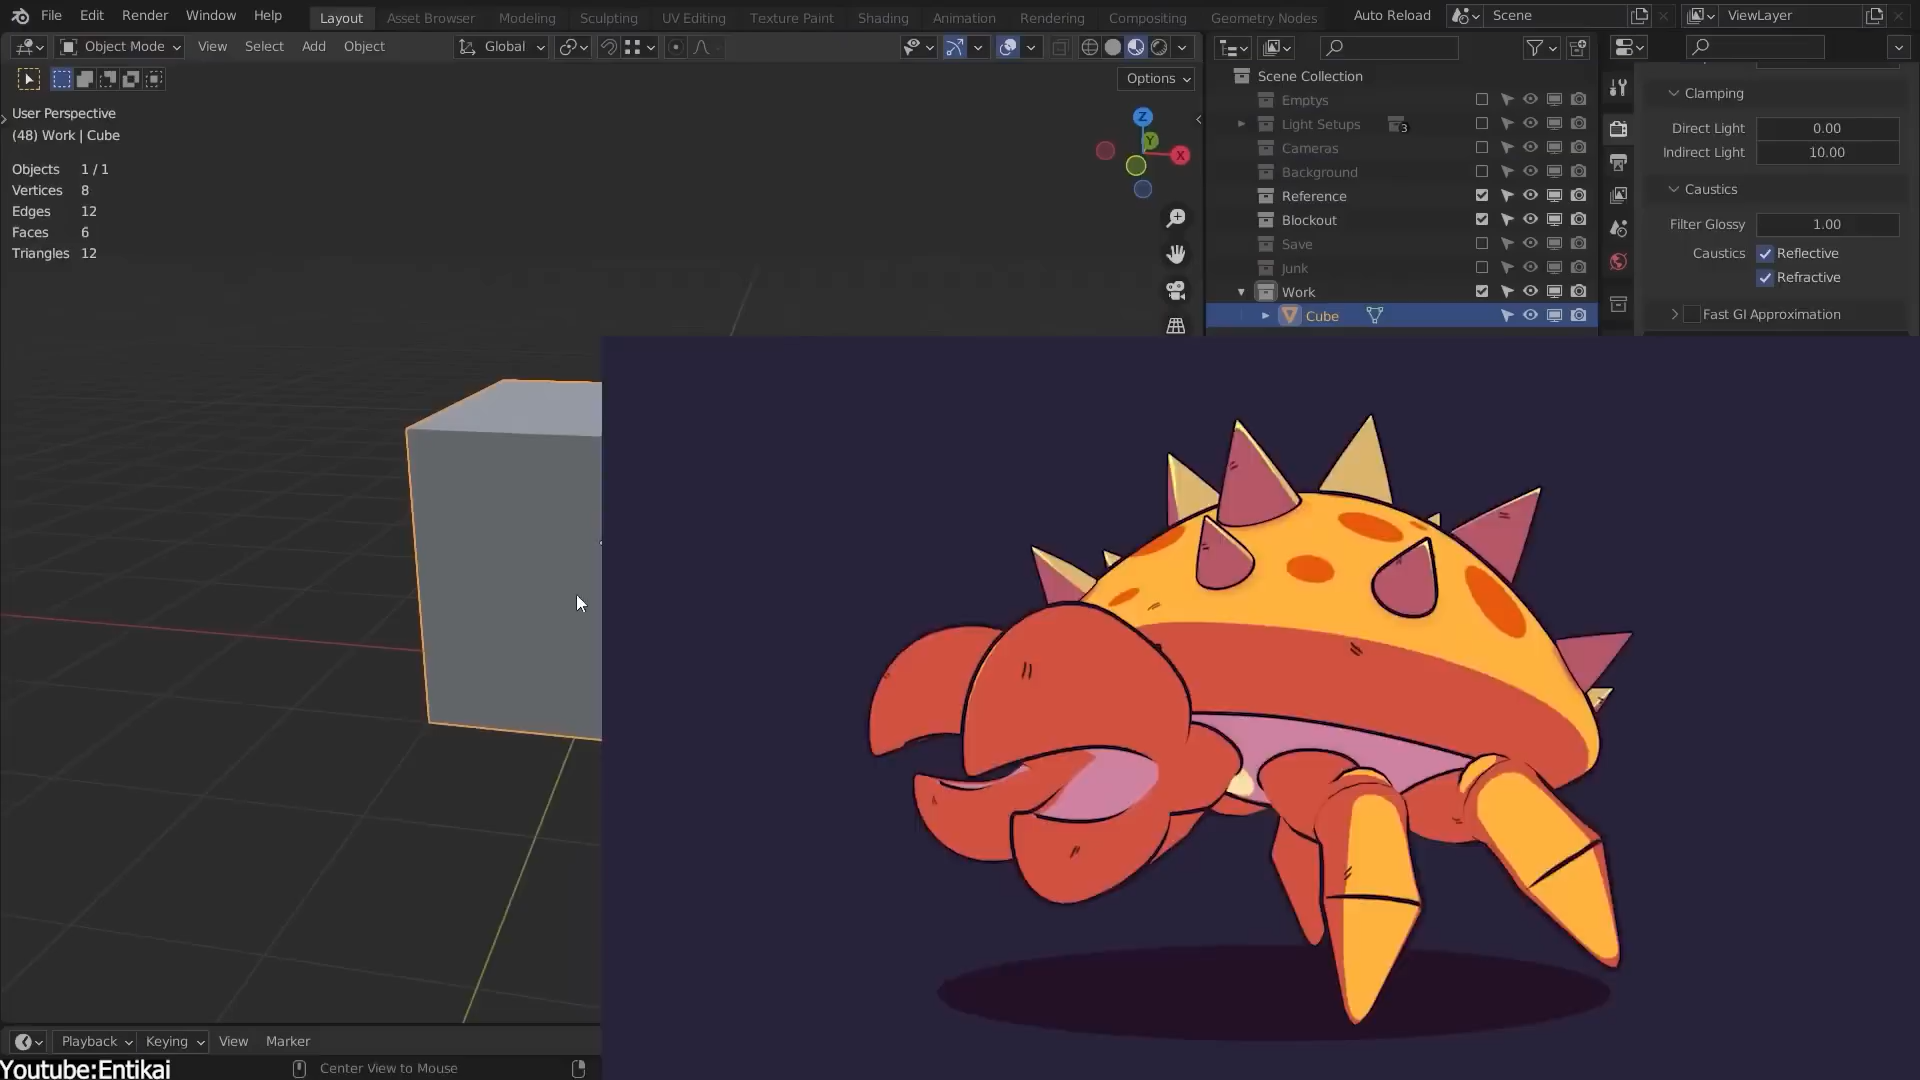 File Edit Render Window Help Layout Asset Browser Modeling Sculpting UV Editing Texture Paint Shading Animation Rendering Compositing Geometry Nodes Auto Reload Scene ViewLayer
Object Mode View Select Add Object Global
Options
User Perspective
(48) Work | Cube
Objects 1 / 1
Vertices 8
Edges 12
Faces 6
Triangles 12
Z
Y
X
Scene Collection
Emptys
Light Setups 3
Cameras
Background
Reference
Blockout
Save
Junk
Work
Cube
Clamping
Direct Light 0.00
Indirect Light 10.00
Caustics
Filter Glossy 1.00
Caustics Reflective
Refractive
Fast GI Approximation
Playback Keying View Marker
Youtube:Entikai Center View to Mouse